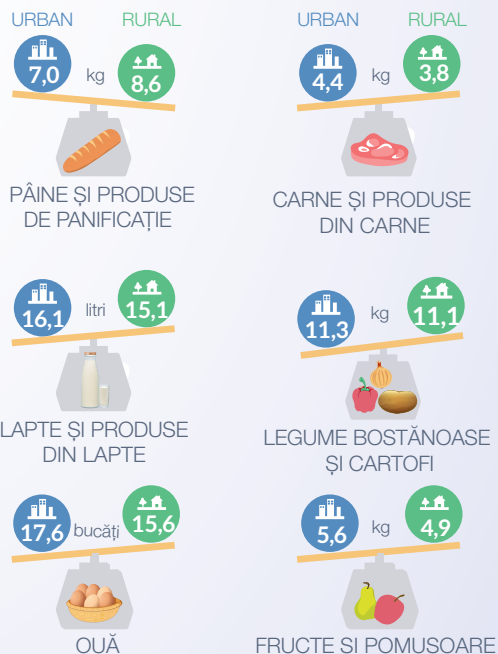 URBAN RURAL
7,0 kg 8,6
PÂINE ȘI PRODUSE
DE PANIFICAȚIE
URBAN RURAL
4,4 kg 3,8
CARNE ȘI PRODUSE
DIN CARNE
16,1 litri 15,1
LAPTE ȘI PRODUSE
DIN LAPTE
11,3 kg 11,1
LEGUME BOSTĂNOASE
ȘI CARTOFI
17,6 bucăți 15,6
OUĂ
5,6 kg 4,9
FRUCTE SI POMUSOARE